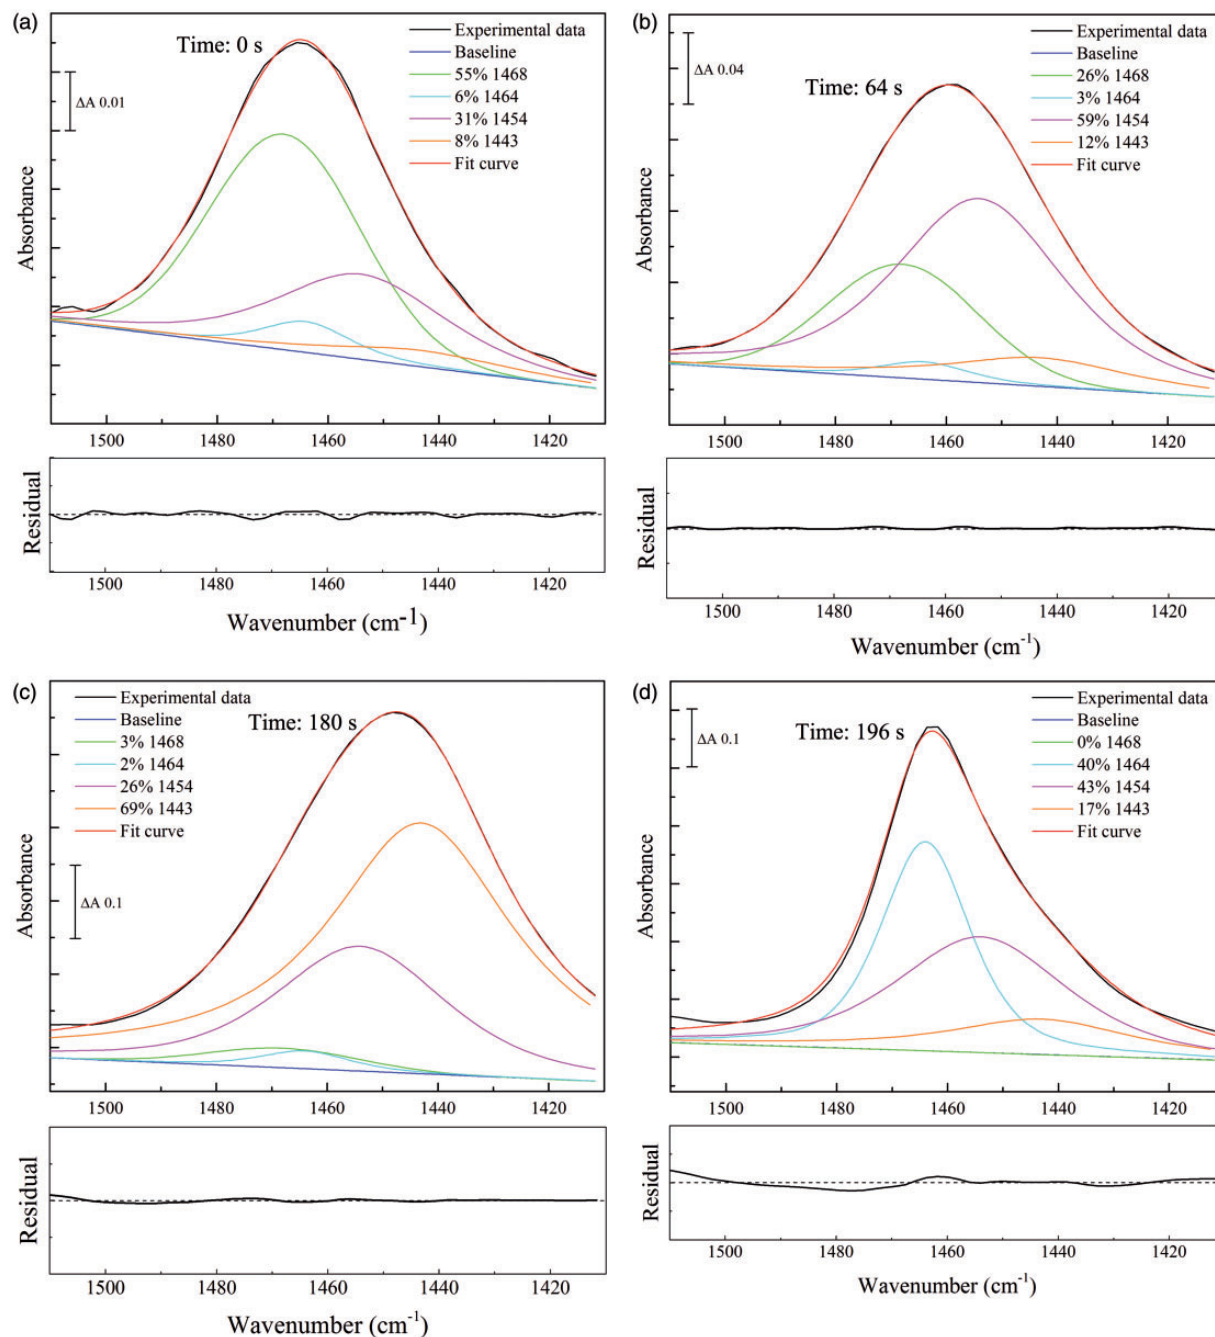 (a)
Time: 0 s
ΔA 0.01
Experimental data
Baseline
55% 1468
6% 1464
31% 1454
8% 1443
Fit curve
Absorbance
1500 1480 1460 1440 1420
Residual
1500 1480 1460 1440 1420
Wavenumber (cm-1)
(b)
Time: 64 s
ΔA 0.04
Experimental data
Baseline
26% 1468
3% 1464
59% 1454
12% 1443
Fit curve
Absorbance
1500 1480 1460 1440 1420
Residual
1500 1480 1460 1440 1420
Wavenumber (cm-1)
(c)
Experimental data
Baseline
3% 1468
2% 1464
26% 1454
69% 1443
Fit curve
Time: 180 s
ΔA 0.1
Absorbance
1500 1480 1460 1440 1420
Residual
1500 1480 1460 1440 1420
Wavenumber (cm-1)
(d)
ΔA 0.1
Time: 196 s
Experimental data
Baseline
0% 1468
40% 1464
43% 1454
17% 1443
Fit curve
Absorbance
1500 1480 1460 1440 1420
Residual
1500 1480 1460 1440 1420
Wavenumber (cm-1)